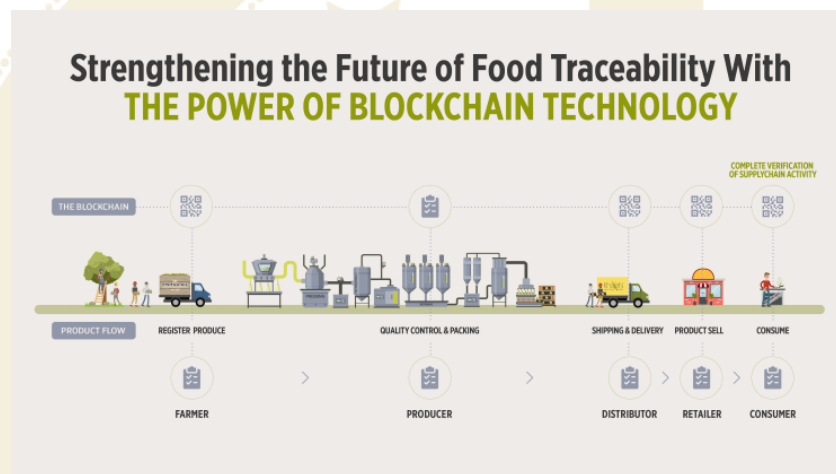 Strengthening the Future of Food Traceability With
THE POWER OF BLOCKCHAIN TECHNOLOGY
COMPLETE VERIFICATION
OF SUPPLYCHAIN ACTIVITY
THE BLOCKCHAIN
PRODUCT FLOW
REGISTER PRODUCE
QUALITY CONTROL & PACKING
SHIPPING & DELIVERY
PRODUCT SELL
CONSUME
FARMER
PRODUCER
DISTRIBUTOR
RETAILER
CONSUMER